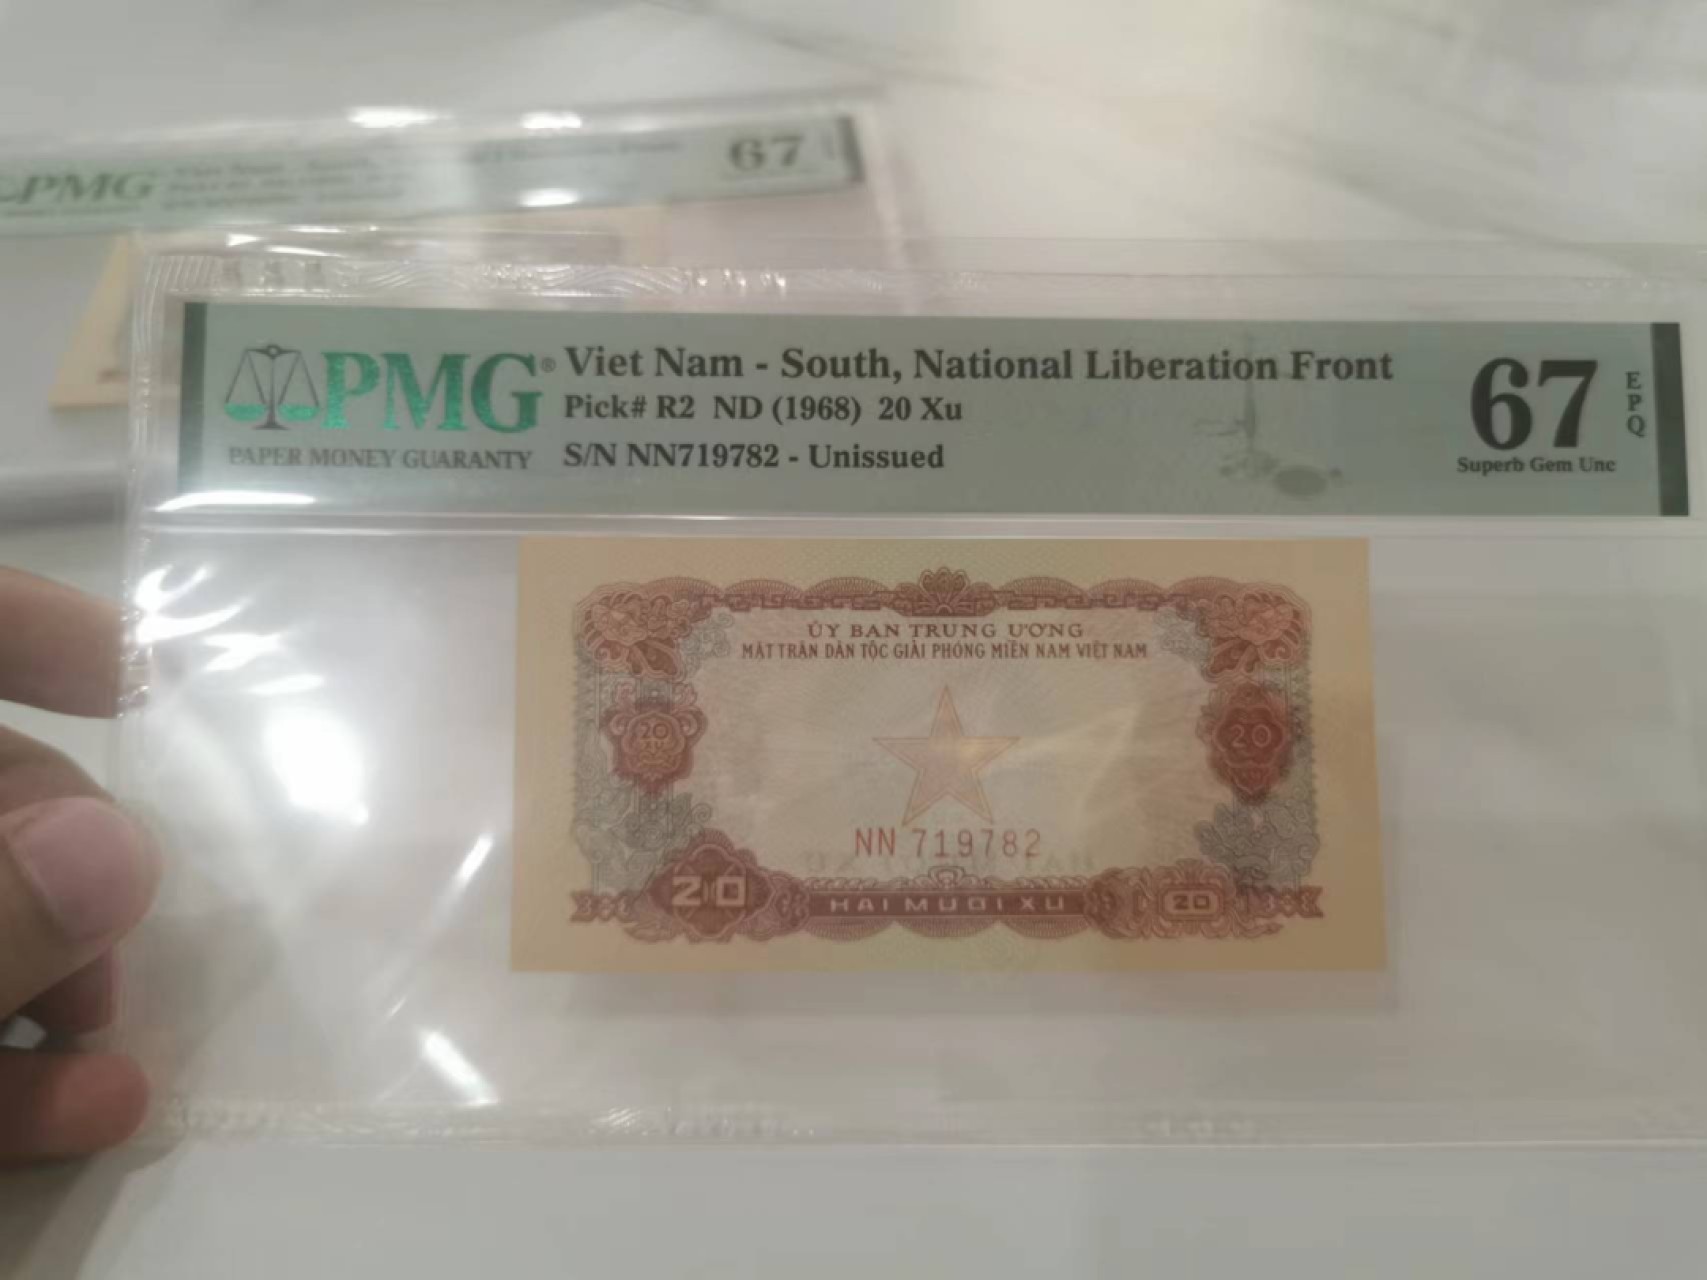 PMG
67
PMG®
PAPER MONEY GUARANTY
Viet Nam - South, National Liberation Front
Pick# R2 ND (1968) 20 Xu
S/N NN719782 - Unissued
67
EPQ
Superb Gem Unc
ỦY BAN TRUNG ƯƠNG
MẶT TRẬN DÂN TỘC GIẢI PHÓNG MIỀN NAM VIỆT NAM
20
XU
20
NN 719782
20
HAI MƯƠI XU
20